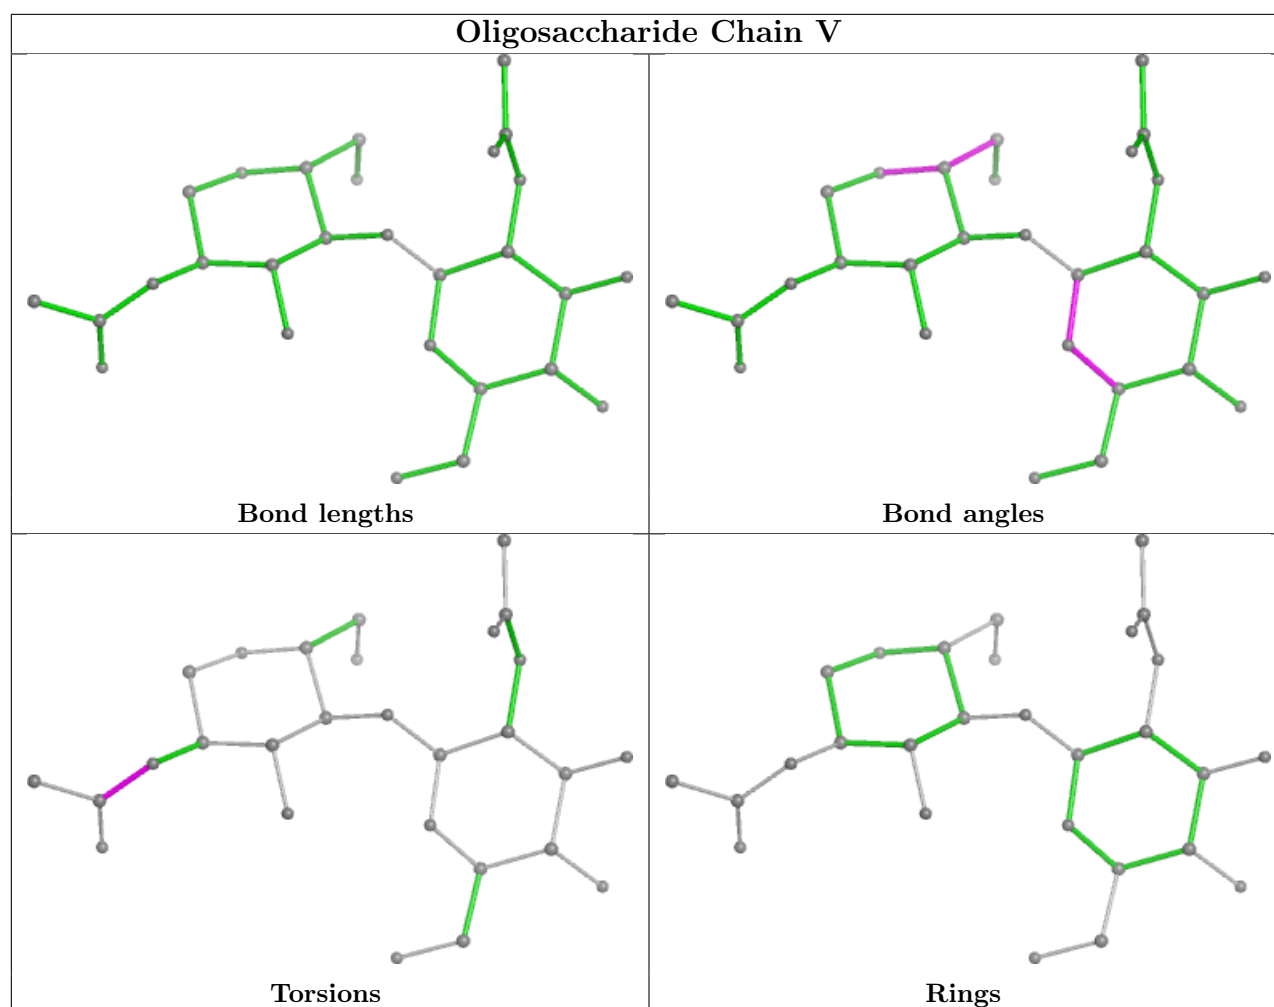 Oligosaccharide Chain V
Bond lengths
Bond angles
Torsions
Rings